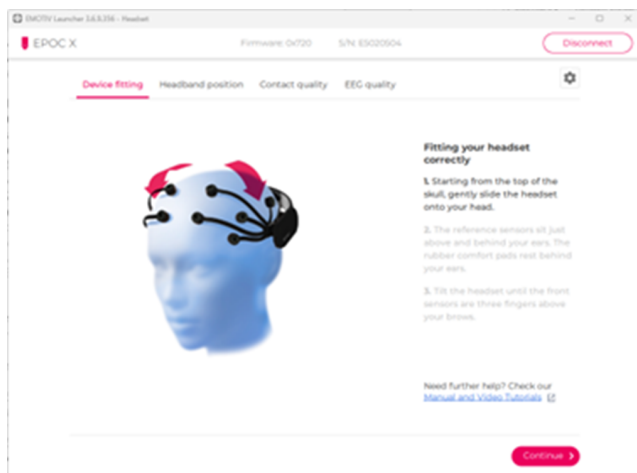 EMOTIV Launcher 3.6.8.356 - Headset
EPOC X
Firmware: 0x720
S/N: E5020504
Disconnect
Device fitting
Headband position
Contact quality
EEG quality
Fitting your headset
correctly
1. Starting from the top of the
skull, gently slide the headset
onto your head.
2. The reference sensors sit just
above and behind your ears. The
rubber comfort pads rest behind
your ears.
3. Tilt the headset until the front
sensors are three fingers above
your brows.
Need further help? Check our
Manual and Video Tutorials
Continue